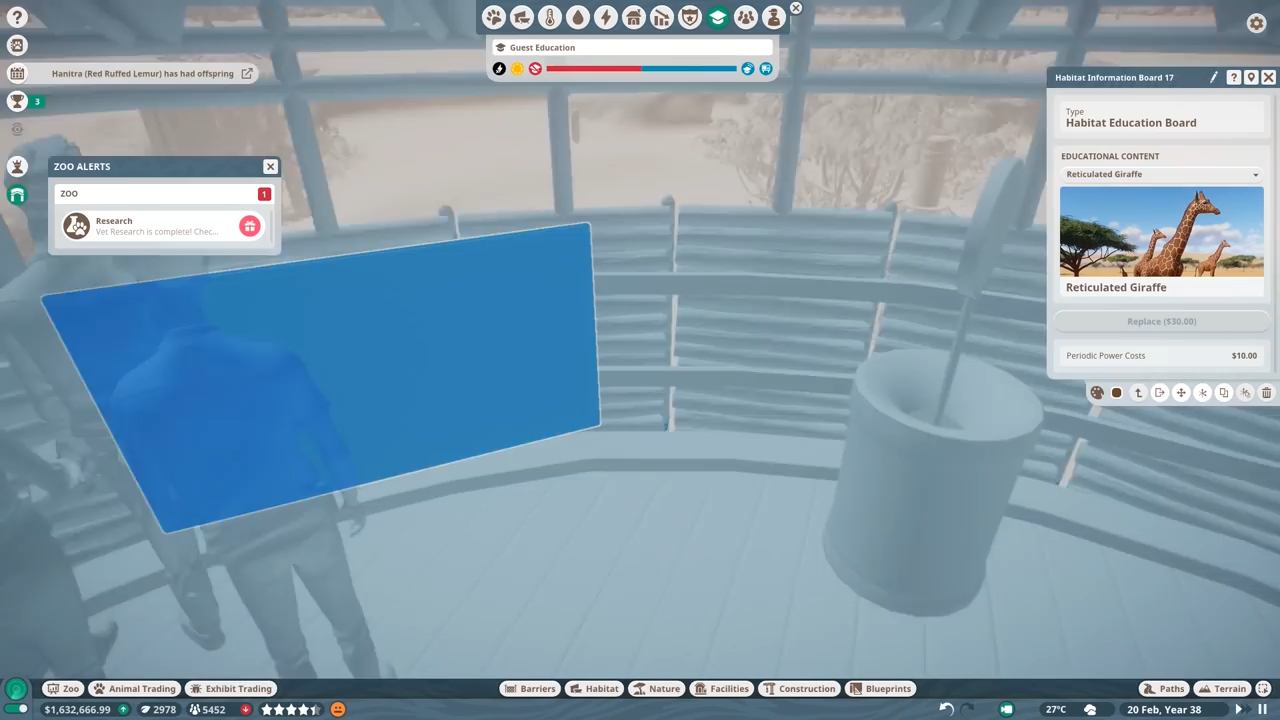 ?
Hanitra (Red Ruffed Lemur) has had offspring
3
ZOO ALERTS
ZOO
1
Research
Vet Research is complete! Chec...
Guest Education
Habitat Information Board 17
?
Type
Habitat Education Board
EDUCATIONAL CONTENT
Reticulated Giraffe
Reticulated Giraffe
Replace ($30.00)
Periodic Power Costs
$10.00
Zoo
Animal Trading
Exhibit Trading
Barriers
Habitat
Nature
Facilities
Construction
Blueprints
Paths
Terrain
$1,632,666.99
2978
5452
27°C
20 Feb, Year 38